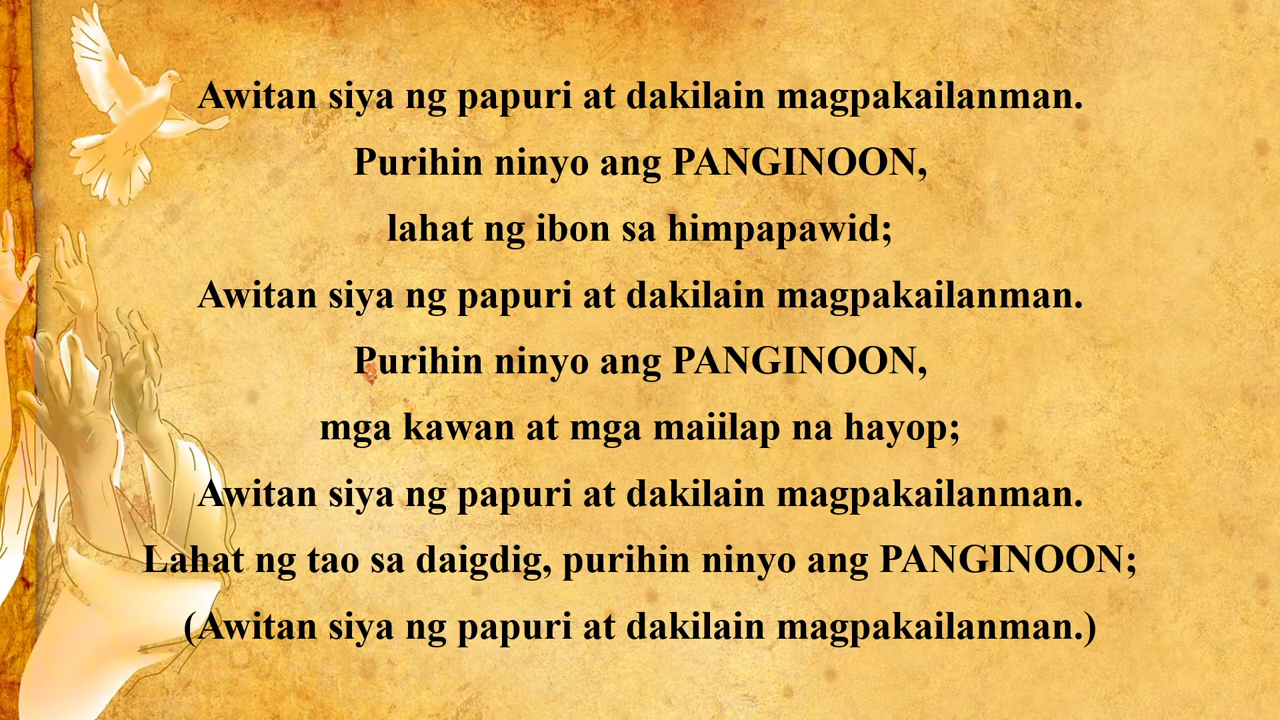 Awitan siya ng papuri at dakilain magpakailanman.
Purihin ninyo ang PANGINOON,
lahat ng ibon sa himpapawid;
Awitan siya ng papuri at dakilain magpakailanman.
Purihin ninyo ang PANGINOON,
mga kawan at mga maiilap na hayop;
Awitan siya ng papuri at dakilain magpakailanman.
Lahat ng tao sa daigdig, purihin ninyo ang PANGINOON;
(Awitan siya ng papuri at dakilain magpakailanman.)